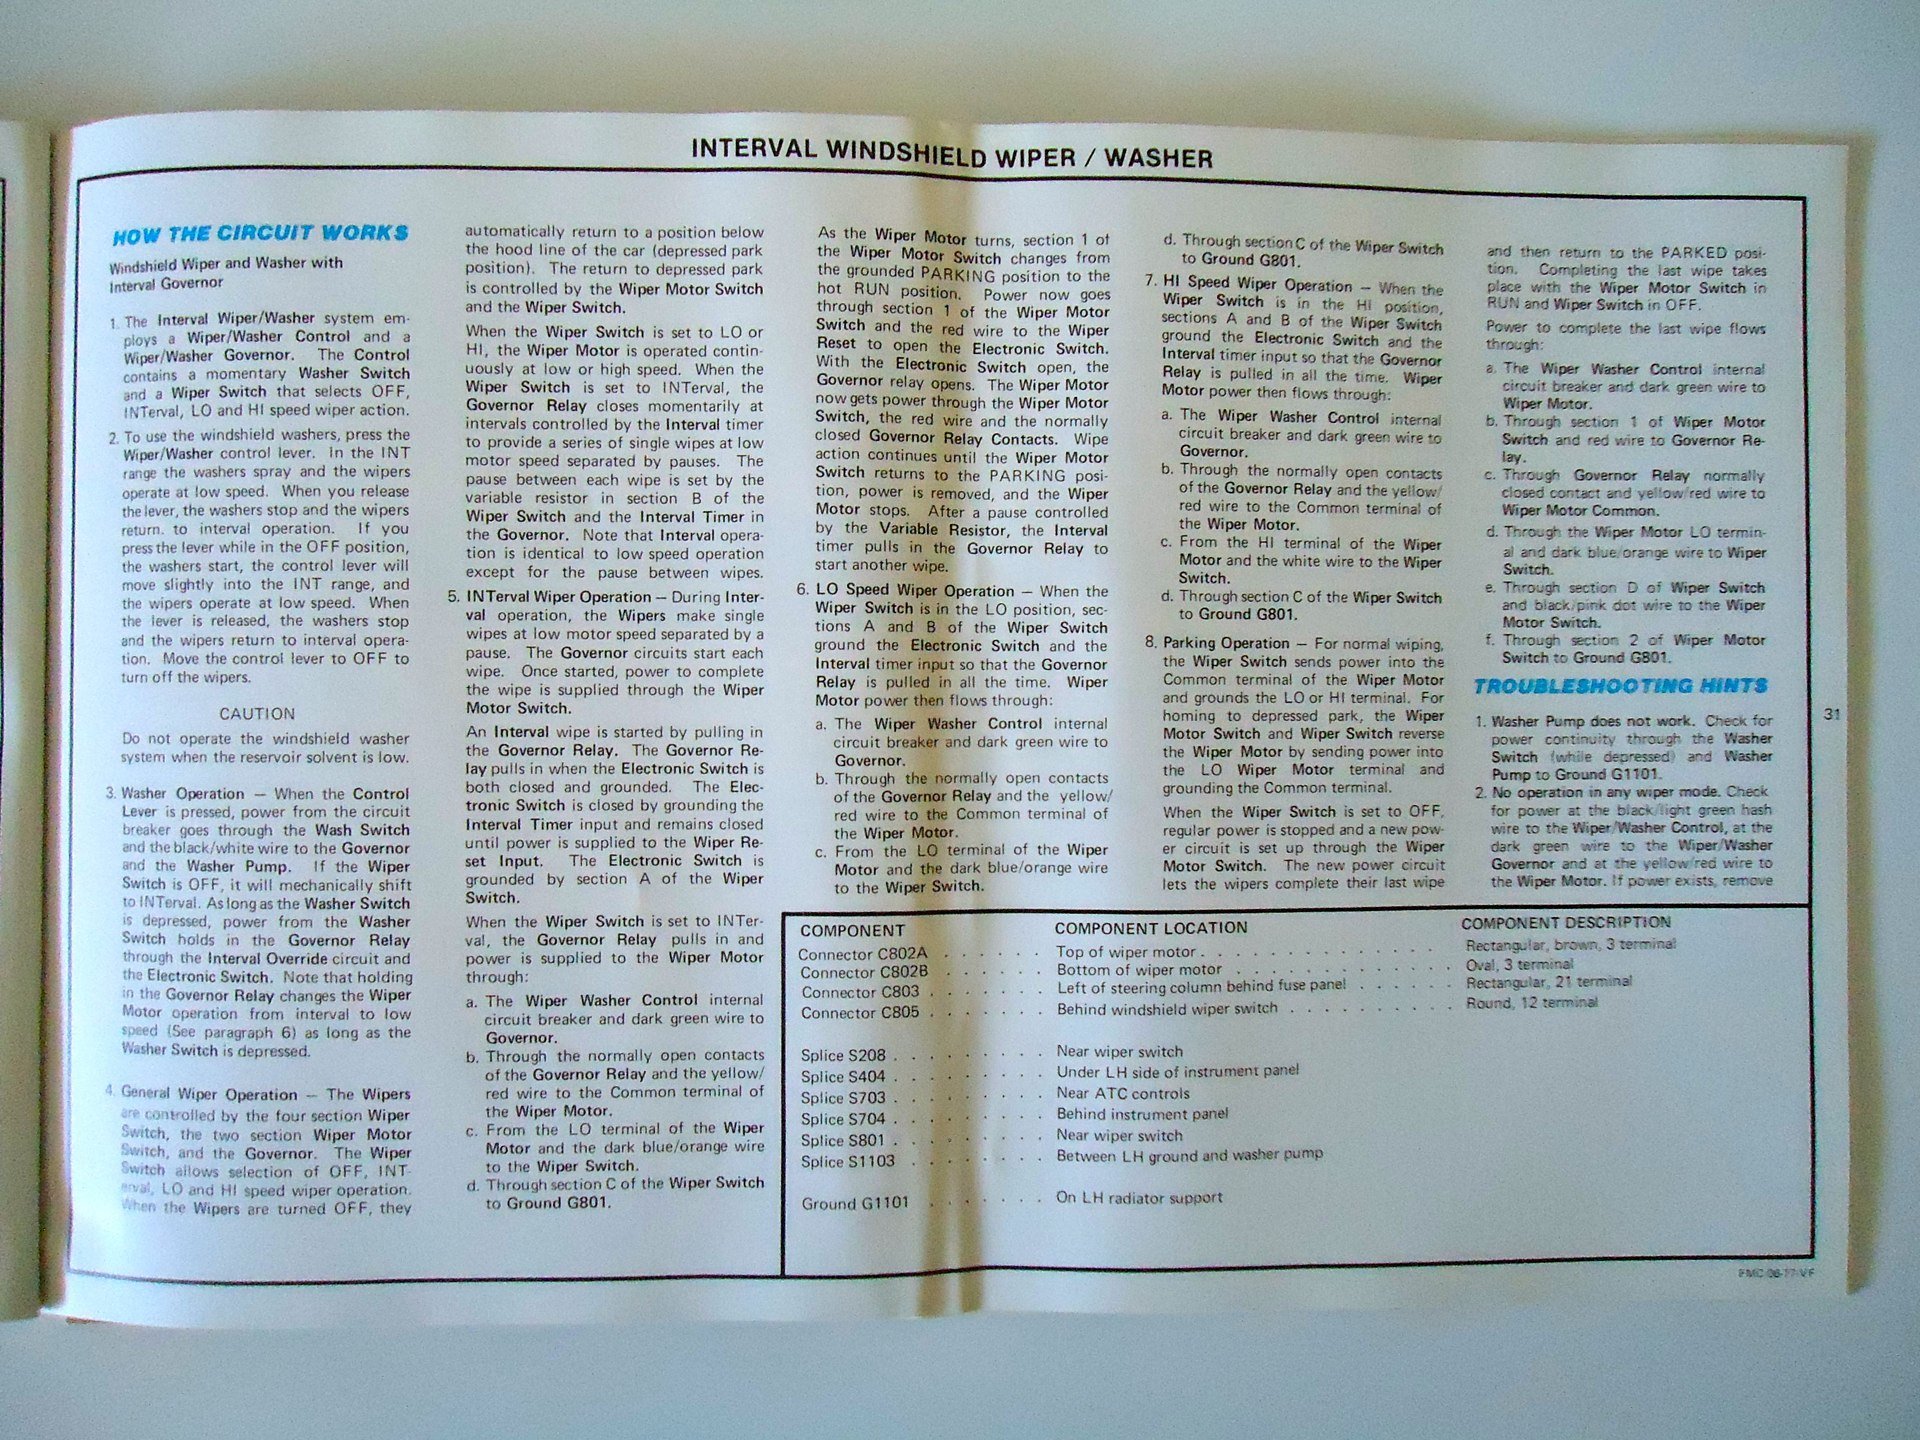 INTERVAL WINDSHIELD WIPER / WASHER
HOW THE CIRCUIT WORKS
Windshield Wiper and Washer with
Interval Governor
1. The Interval Wiper/Washer system em-
ploys a Wiper/Washer Control and a
Wiper/Washer Governor. The Control
contains a momentary Washer Switch
and a Wiper Switch that selects OFF,
INTerval, LO and HI speed wiper action.
2. To use the windshield washers, press the
Wiper/Washer control lever. In the INT
range the washers spray and the wipers
operate at low speed. When you release
the lever, the washers stop and the wipers
return. to interval operation. If you
press the lever while in the OFF position,
the washers start, the control lever will
move slightly into the INT range, and
the wipers operate at low speed. When
the lever is released, the washers stop
and the wipers return to interval opera-
tion. Move the control lever to OFF to
turn off the wipers.
CAUTION
Do not operate the windshield washer
system when the reservoir solvent is low.
3. Washer Operation — When the Control
Lever is pressed, power from the circuit
breaker goes through the Wash Switch
and the black/white wire to the Governor
and the Washer Pump. If the Wiper
Switch is OFF, it will mechanically shift
to INTerval. As long as the Washer Switch
is depressed, power from the Washer
Switch holds in the Governor Relay
through the Interval Override circuit and
the Electronic Switch. Note that holding
in the Governor Relay changes the Wiper
Motor operation from interval to low
speed (See paragraph 6) as long as the
Washer Switch is depressed.
4. General Wiper Operation — The Wipers
are controlled by the four section Wiper
Switch, the two section Wiper Motor
Switch, and the Governor. The Wiper
Switch allows selection of OFF, INT-
erval, LO and HI speed wiper operation.
When the Wipers are turned OFF, they
automatically return to a position below
the hood line of the car (depressed park
position). The return to depressed park
is controlled by the Wiper Motor Switch
and the Wiper Switch.
When the Wiper Switch is set to LO or
HI, the Wiper Motor is operated contin-
uously at low or high speed. When the
Wiper Switch is set to INTerval, the
Governor Relay closes momentarily at
intervals controlled by the Interval timer
to provide a series of single wipes at low
motor speed separated by pauses. The
pause between each wipe is set by the
variable resistor in section B of the
Wiper Switch and the Interval Timer in
the Governor. Note that Interval opera-
tion is identical to low speed operation
except for the pause between wipes.
5. INTerval Wiper Operation — During Inter-
val operation, the Wipers make single
wipes at low motor speed separated by a
pause. The Governor circuits start each
wipe. Once started, power to complete
the wipe is supplied through the Wiper
Motor Switch.
An Interval wipe is started by pulling in
the Governor Relay. The Governor Re-
lay pulls in when the Electronic Switch is
both closed and grounded. The Elec-
tronic Switch is closed by grounding the
Interval Timer input and remains closed
until power is supplied to the Wiper Re-
set Input. The Electronic Switch is
grounded by section A of the Wiper
Switch.
When the Wiper Switch is set to INTer-
val, the Governor Relay pulls in and
power is supplied to the Wiper Motor
through:
a. The Wiper Washer Control internal
circuit breaker and dark green wire to
Governor.
b. Through the normally open contacts
of the Governor Relay and the yellow/
red wire to the Common terminal of
the Wiper Motor.
c. From the LO terminal of the Wiper
Motor and the dark blue/orange wire
to the Wiper Switch.
d. Through section C of the Wiper Switch
to Ground G801.
As the Wiper Motor turns, section 1 of
the Wiper Motor Switch changes from
the grounded PARKING position to the
hot RUN position. Power now goes
through section 1 of the Wiper Motor
Switch and the red wire to the Wiper
Reset to open the Electronic Switch.
With the Electronic Switch open, the
Governor relay opens. The Wiper Motor
now gets power through the Wiper Motor
Switch, the red wire and the normally
closed Governor Relay Contacts. Wipe
action continues until the Wiper Motor
Switch returns to the PARKING posi-
tion, power is removed, and the Wiper
Motor stops. After a pause controlled
by the Variable Resistor, the Interval
timer pulls in the Governor Relay to
start another wipe.
6. LO Speed Wiper Operation — When the
Wiper Switch is in the LO position, sec-
tions A and B of the Wiper Switch
ground the Electronic Switch and the
Interval timer input so that the Governor
Relay is pulled in all the time. Wiper
Motor power then flows through:
a. The Wiper Washer Control internal
circuit breaker and dark green wire to
Governor.
b. Through the normally open contacts
of the Governor Relay and the yellow/
red wire to the Common terminal of
the Wiper Motor.
c. From the LO terminal of the Wiper
Motor and the dark blue/orange wire
to the Wiper Switch.
d. Through section C of the Wiper Switch
to Ground G801.
7. HI Speed Wiper Operation — When the
Wiper Switch is in the HI position,
sections A and B of the Wiper Switch
ground the Electronic Switch and the
Interval timer input so that the Governor
Relay is pulled in all the time. Wiper
Motor power then flows through:
a. The Wiper Washer Control internal
circuit breaker and dark green wire to
Governor.
b. Through the normally open contacts
of the Governor Relay and the yellow/
red wire to the Common terminal of
the Wiper Motor.
c. From the HI terminal of the Wiper
Motor and the white wire to the Wiper
Switch.
d. Through section C of the Wiper Switch
to Ground G801.
8. Parking Operation — For normal wiping,
the Wiper Switch sends power into the
Common terminal of the Wiper Motor
and grounds the LO or HI terminal. For
homing to depressed park, the Wiper
Motor Switch and Wiper Switch reverse
the Wiper Motor by sending power into
the LO Wiper Motor terminal and
grounding the Common terminal.
When the Wiper Switch is set to OFF,
regular power is stopped and a new pow-
er circuit is set up through the Wiper
Motor Switch. The new power circuit
lets the wipers complete their last wipe
and then return to the PARKED posi-
tion. Completing the last wipe takes
place with the Wiper Motor Switch in
RUN and Wiper Switch in OFF.
Power to complete the last wipe flows
through:
a. The Wiper Washer Control internal
circuit breaker and dark green wire to
Wiper Motor.
b. Through section 1 of Wiper Motor
Switch and red wire to Governor Re-
lay.
c. Through Governor Relay normally
closed contact and yellow/red wire to
Wiper Motor Common.
d. Through the Wiper Motor LO termin-
al and dark blue/orange wire to Wiper
Switch.
e. Through section D of Wiper Switch
and black/pink dot wire to the Wiper
Motor Switch.
f. Through section 2 of Wiper Motor
Switch to Ground G801.
TROUBLESHOOTING HINTS
1. Washer Pump does not work. Check for
power continuity through the Washer
Switch (while depressed) and Washer
Pump to Ground G1101.
2. No operation in any wiper mode. Check
for power at the black/light green hash
wire to the Wiper/Washer Control, at the
dark green wire to the Wiper/Washer
Governor and at the yellow/red wire to
the Wiper Motor. If power exists, remove
31
COMPONENT COMPONENT LOCATION COMPONENT DESCRIPTION
Connector C802A . . . . . . Top of wiper motor . . . . . . . . . . . . . Rectangular, brown, 3 terminal
Connector C802B . . . . . . Bottom of wiper motor . . . . . . . . . . . . Oval, 3 terminal
Connector C803 . . . . . . . Left of steering column behind fuse panel . . . . . . Rectangular, 21 terminal
Connector C805 . . . . . . . Behind windshield wiper switch . . . . . . . . . . Round, 12 terminal
Splice S208 . . . . . . . . . Near wiper switch
Splice S404 . . . . . . . . . Under LH side of instrument panel
Splice S703 . . . . . . . . . Near ATC controls
Splice S704 . . . . . . . . . Behind instrument panel
Splice S801 . . . . . . . . . Near wiper switch
Splice S1103 . . . . . . . . Between LH ground and washer pump
Ground G1101 . . . . . . . On LH radiator support
FMC-06-77-VF